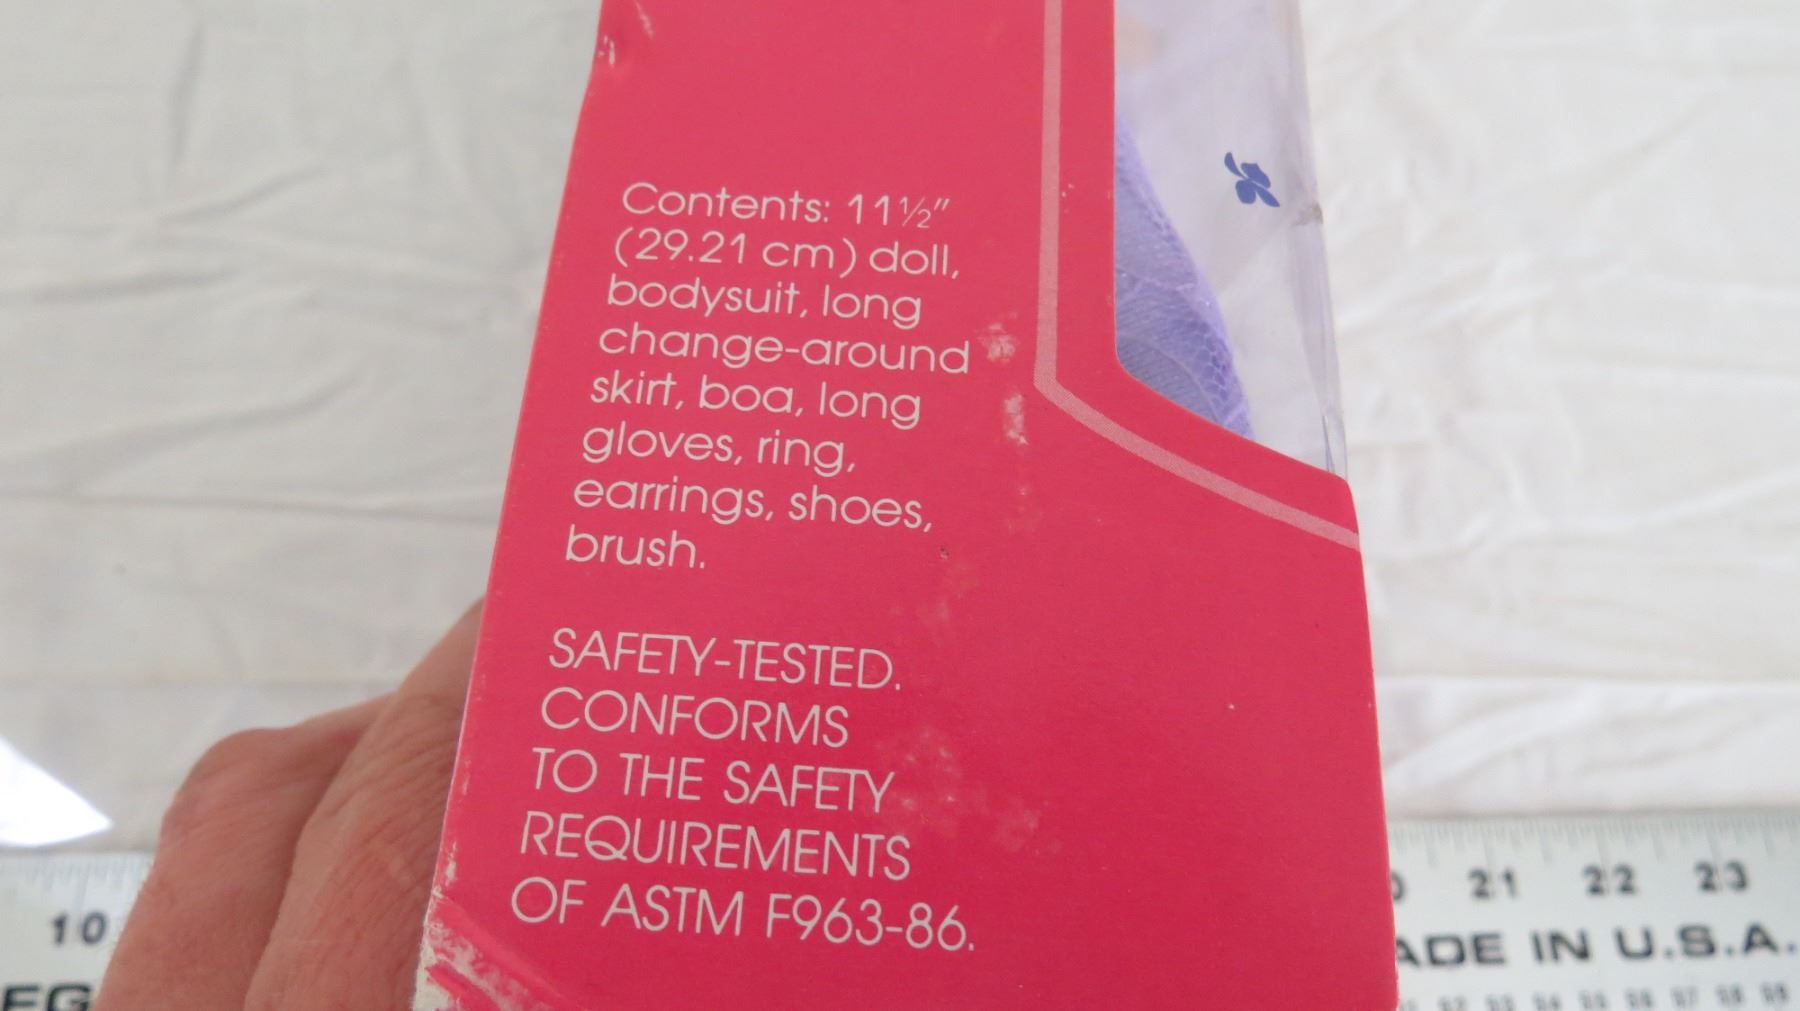 Contents: 11½"
(29.21 cm) doll,
bodysuit, long
change-around
skirt, boa, long
gloves, ring,
earrings, shoes,
brush.
SAFETY-TESTED.
CONFORMS
TO THE SAFETY
REQUIREMENTS
OF ASTM F963-86.
10
21 22 23
ADE IN U.S.A.
EG